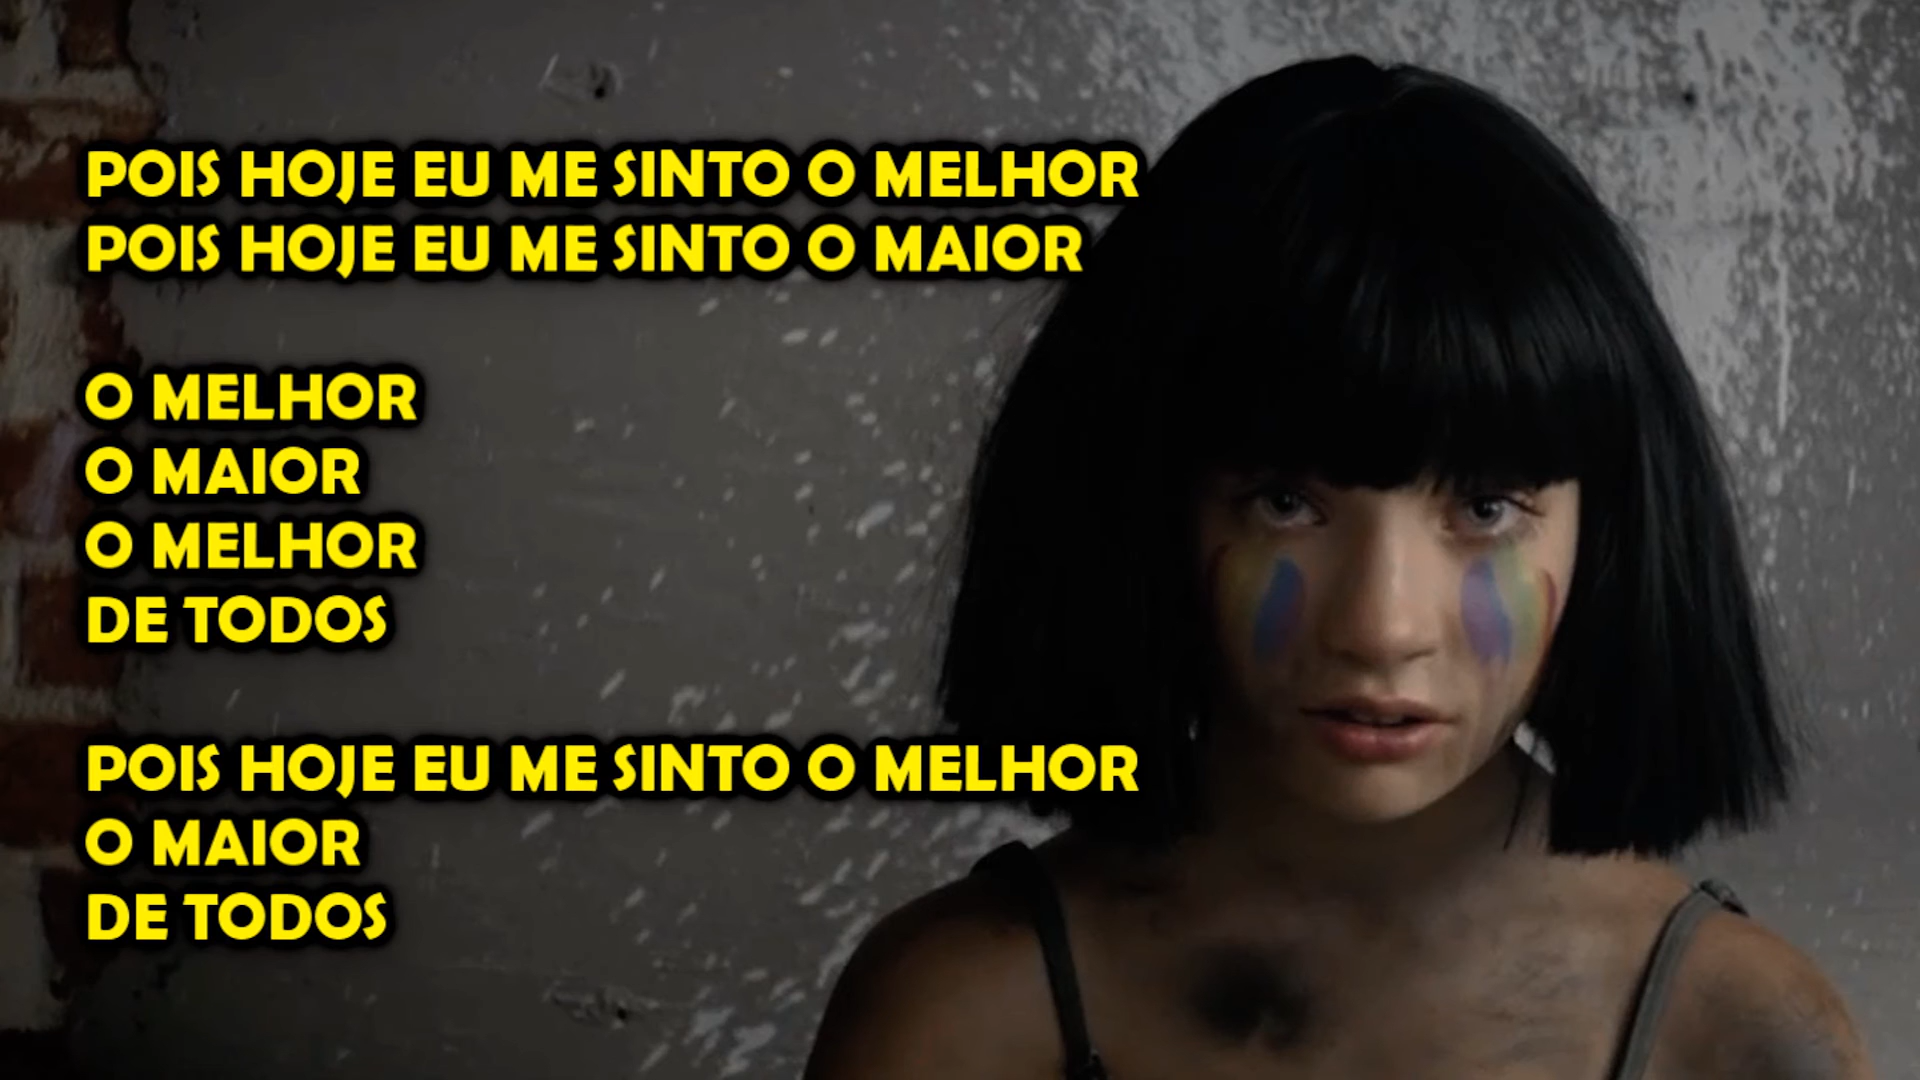 POIS HOJE EU ME SINTO O MELHOR
POIS HOJE EU ME SINTO O MAIOR
O MELHOR
O MAIOR
O MELHOR
DE TODOS
POIS HOJE EU ME SINTO O MELHOR
O MAIOR
DE TODOS